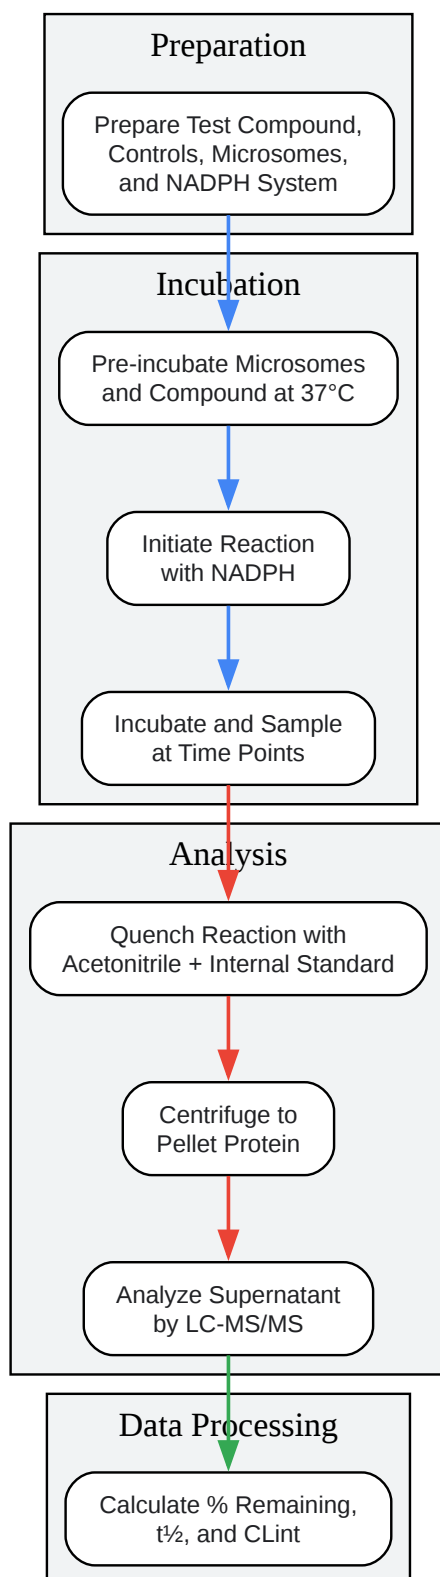 Preparation
Prepare Test Compound,
Controls, Microsomes,
and NADPH System
Incubation
Pre-incubate Microsomes
and Compound at 37°C
Initiate Reaction
with NADPH
Incubate and Sample
at Time Points
Analysis
Quench Reaction with
Acetonitrile + Internal Standard
Centrifuge to
Pellet Protein
Analyze Supernatant
by LC-MS/MS
Data Processing
Calculate % Remaining,
t½, and CLint